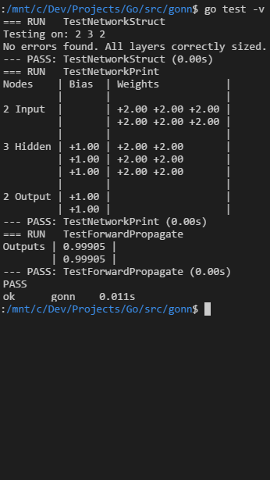 :/mnt/c/Dev/Projects/Go/src/gonn$ go test -v
=== RUN   TestNetworkStruct
Testing on: 2 3 2
No errors found. All layers correctly sized.
--- PASS: TestNetworkStruct (0.00s)
=== RUN   TestNetworkPrint
Nodes    | Bias  | Weights           |
         |       |                   |
2 Input  |       | +2.00 +2.00 +2.00 |
         |       | +2.00 +2.00 +2.00 |
         |       |                   |
3 Hidden | +1.00 | +2.00 +2.00       |
         | +1.00 | +2.00 +2.00       |
         | +1.00 | +2.00 +2.00       |
         |       |                   |
2 Output | +1.00 |                   |
         | +1.00 |                   |
--- PASS: TestNetworkPrint (0.00s)
=== RUN   TestForwardPropagate
Outputs | 0.99905 |
        | 0.99905 |
--- PASS: TestForwardPropagate (0.00s)
PASS
ok      gonn    0.011s
:/mnt/c/Dev/Projects/Go/src/gonn$